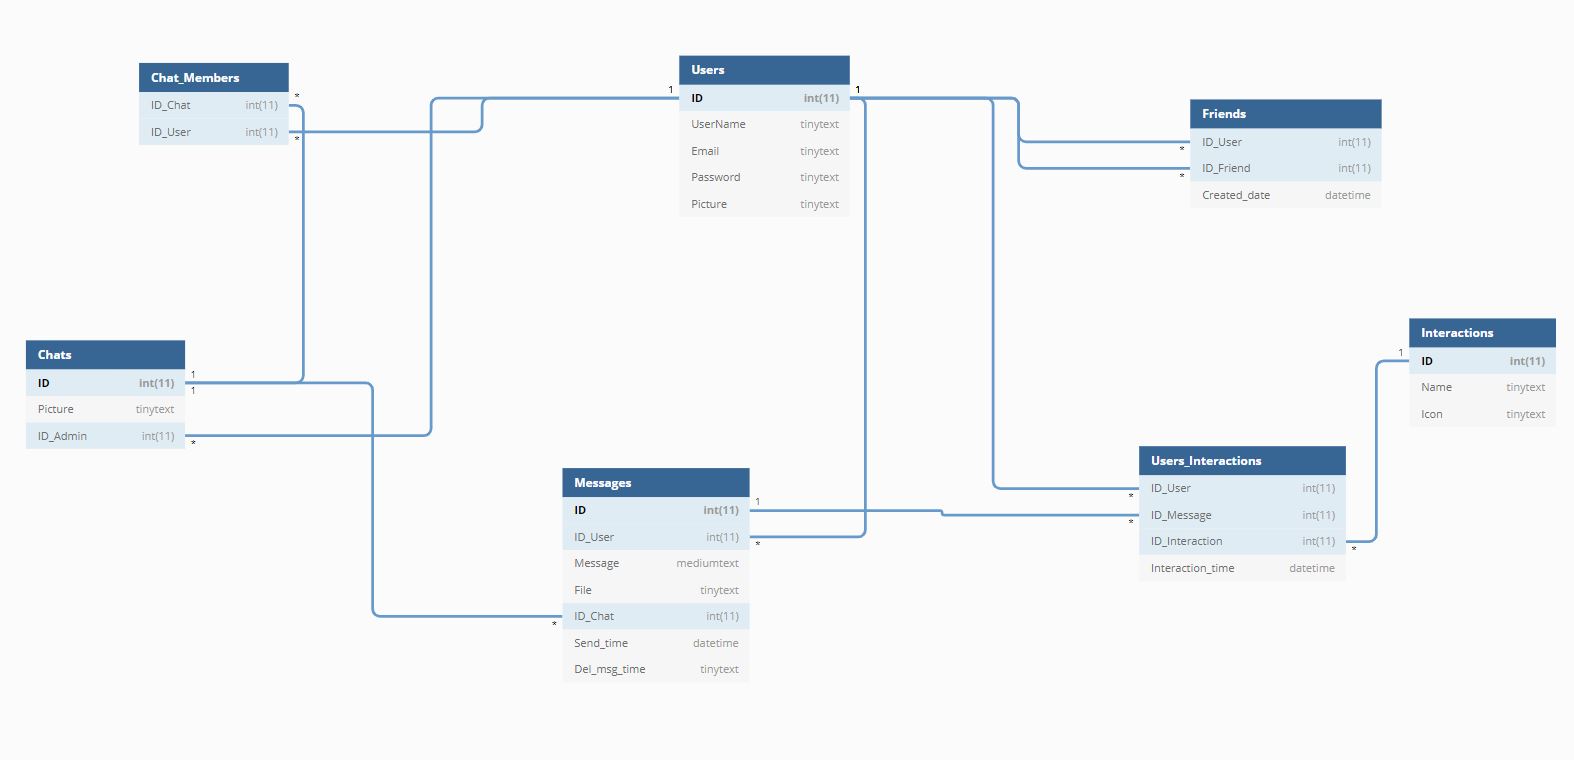 Chat_Members
*
ID_Chat int(11)
ID_User int(11)
*
Users
1 ID int(11) 1
UserName tinytext
Email tinytext
Password tinytext
Picture tinytext
Friends
ID_User int(11)
*
ID_Friend int(11)
*
Created_date datetime
Chats
ID int(11) 1
1
Picture tinytext
ID_Admin int(11)
*
Interactions
1
ID int(11)
Name tinytext
Icon tinytext
Messages
ID int(11) 1
ID_User int(11)
*
Message mediumtext
File tinytext
ID_Chat int(11)
*
Send_time datetime
Del_msg_time tinytext
Users_Interactions
ID_User int(11)
*
ID_Message int(11)
*
ID_Interaction int(11)
*
Interaction_time datetime